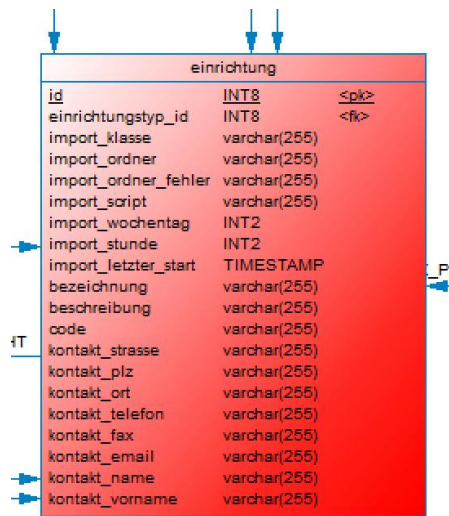 einrichtung
id INT8 <pk>
einrichtungstyp_id INT8 <fk>
import_klasse varchar(255)
import_ordner varchar(255)
import_ordner_fehler varchar(255)
import_script varchar(255)
import_wochentag INT2
import_stunde INT2
import_letzter_start TIMESTAMP
_P
bezeichnung varchar(255)
beschreibung varchar(255)
code varchar(255)
HT
kontakt_strasse varchar(255)
kontakt_plz varchar(255)
kontakt_ort varchar(255)
kontakt_telefon varchar(255)
kontakt_fax varchar(255)
kontakt_email varchar(255)
kontakt_name varchar(255)
kontakt_vorname varchar(255)